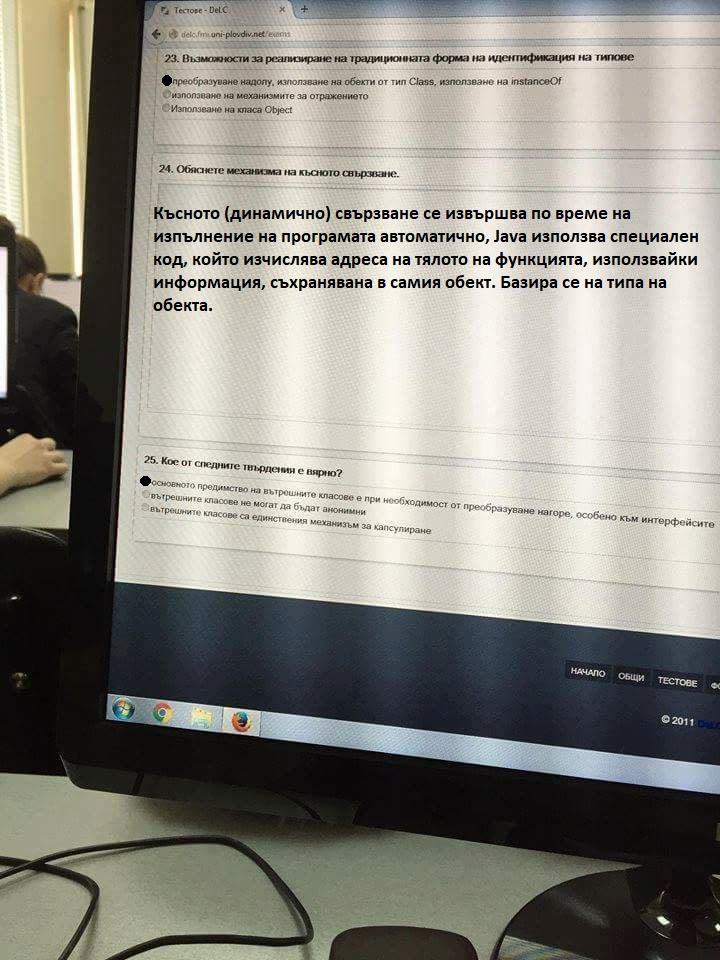 Тестове - DeLC
delc.fmi.uni-plovdiv.net/exams
23. Възможности за реализиране на традиционната форма на идентификация на типове
преобразуване надолу, използване на обекти от тип Class, използване на instanceOf
използване на механизмите за отражението
Използване на класа Object
24. Обяснете механизма на късното свързване.
Късното (динамично) свързване се извършва по време на
изпълнение на програмата автоматично, Java използва специален
код, който изчислява адреса на тялото на функцията, използвайки
информация, съхранявана в самия обект. Базира се на типа на
обекта.
25. Кое от следните твърдения е вярно?
основното предимство на вътрешните класове е при необходимост от преобразуване нагоре, особено към интерфейсите
вътрешните класове не могат да бъдат анонимни
вътрешните класове са единствения механизъм за капсулиране
НАЧАЛО ОБЩИ ТЕСТОВЕ
© 2011